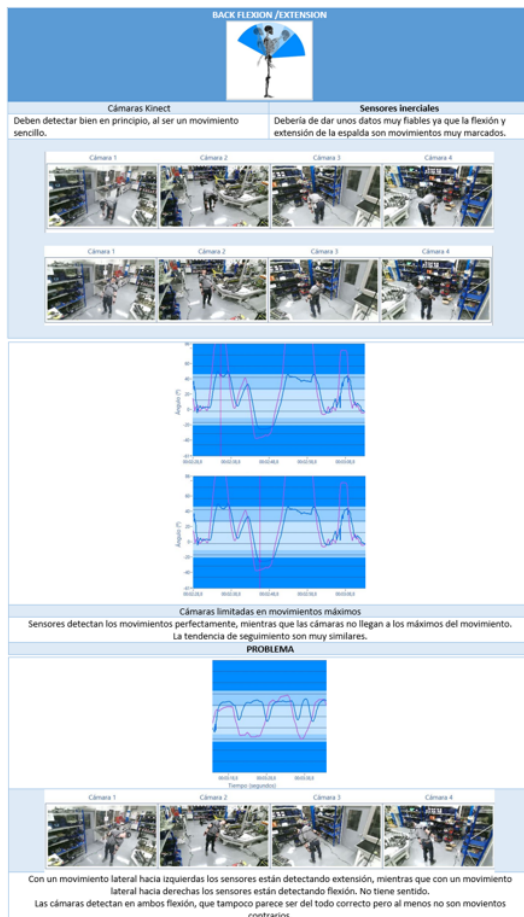 BACK FLEXION /EXTENSION
Cámaras Kinect
Sensores inerciales
Deben detectar bien en principio, al ser un movimiento
sencillo.
Debería de dar unos datos muy fiables ya que la flexión y
extensión de la espalda son movimientos muy marcados.
Cámara 1 Cámara 2 Cámara 3 Cámara 4
Cámara 1 Cámara 2 Cámara 3 Cámara 4
Ángulo (º)
Ángulo (º)
Cámaras limitadas en movimientos máximos
Sensores detectan los movimientos perfectamente, mientras que las cámaras no llegan a los máximos del movimiento.
La tendencia de seguimiento son muy similares.
PROBLEMA
Tiempo (segundos)
Cámara 1 Cámara 2 Cámara 3 Cámara 4
Con un movimiento lateral hacia izquierdas los sensores están detectando extensión, mientras que con un movimiento
lateral hacia derechas los sensores están detectando flexión. No tiene sentido.
Las cámaras detectan en ambos flexión, que tampoco parece ser del todo correcto pero al menos no son movientos
contrarios